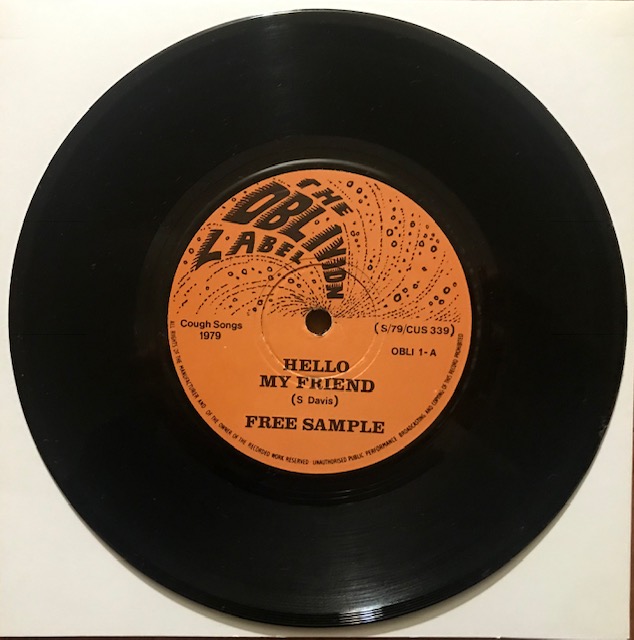 THE
OBLIVION
LABEL
Cough Songs
1979
(S/79/CUS 339)
OBLI 1-A
HELLO
MY FRIEND
(S Davis)
FREE SAMPLE
ALL RIGHTS OF THE MANUFACTURER AND OF THE OWNER OF THE RECORDED WORK RESERVED · UNAUTHORISED PUBLIC PERFORMANCE BROADCASTING AND COPYING OF THIS RECORD PROHIBITED